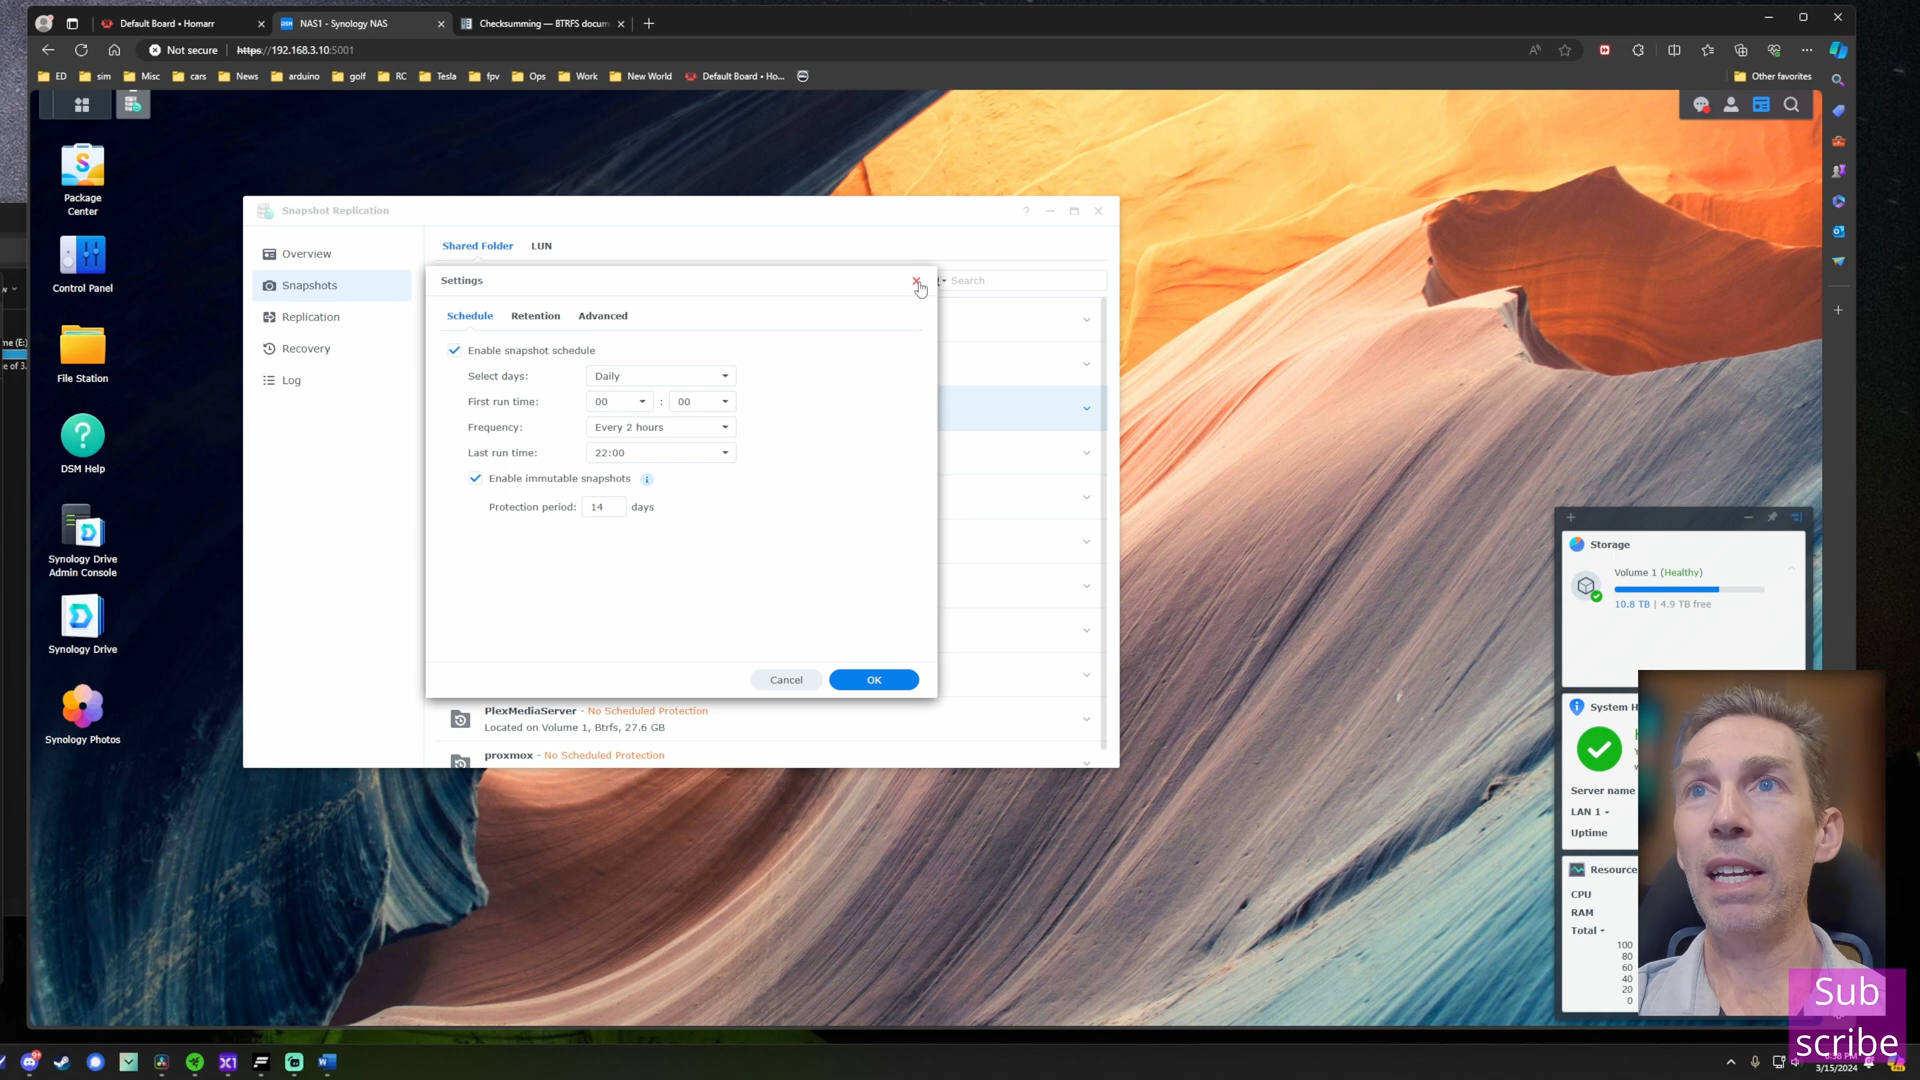 Default Board • Homarr
NAS1 - Synology NAS
Checksumming — BTRFS docum
Not secure
https://192.168.3.10:5001
ED
sim
Misc
cars
News
arduino
golf
RC
Tesla
fpv
Ops
Work
New World
Default Board • Ho...
Other favorites
Package
Center
Control Panel
File Station
DSM Help
Synology Drive
Admin Console
Synology Drive
Synology Photos
Snapshot Replication
Overview
Snapshots
Replication
Recovery
Log
Shared Folder
LUN
Search
Settings
Schedule
Retention
Advanced
Enable snapshot schedule
Select days:
Daily
First run time:
00
:
00
Frequency:
Every 2 hours
Last run time:
22:00
Enable immutable snapshots
Protection period:
14
days
Cancel
OK
PlexMediaServer - No Scheduled Protection
Located on Volume 1, Btrfs, 27.6 GB
proxmox - No Scheduled Protection
Storage
Volume 1 (Healthy)
10.8 TB | 4.9 TB free
System H
Server name
LAN 1
Uptime
Resource
CPU
RAM
Total
100
80
60
40
20
0
me (E:)
e of 3.
Sub
scribe
3/15/2024